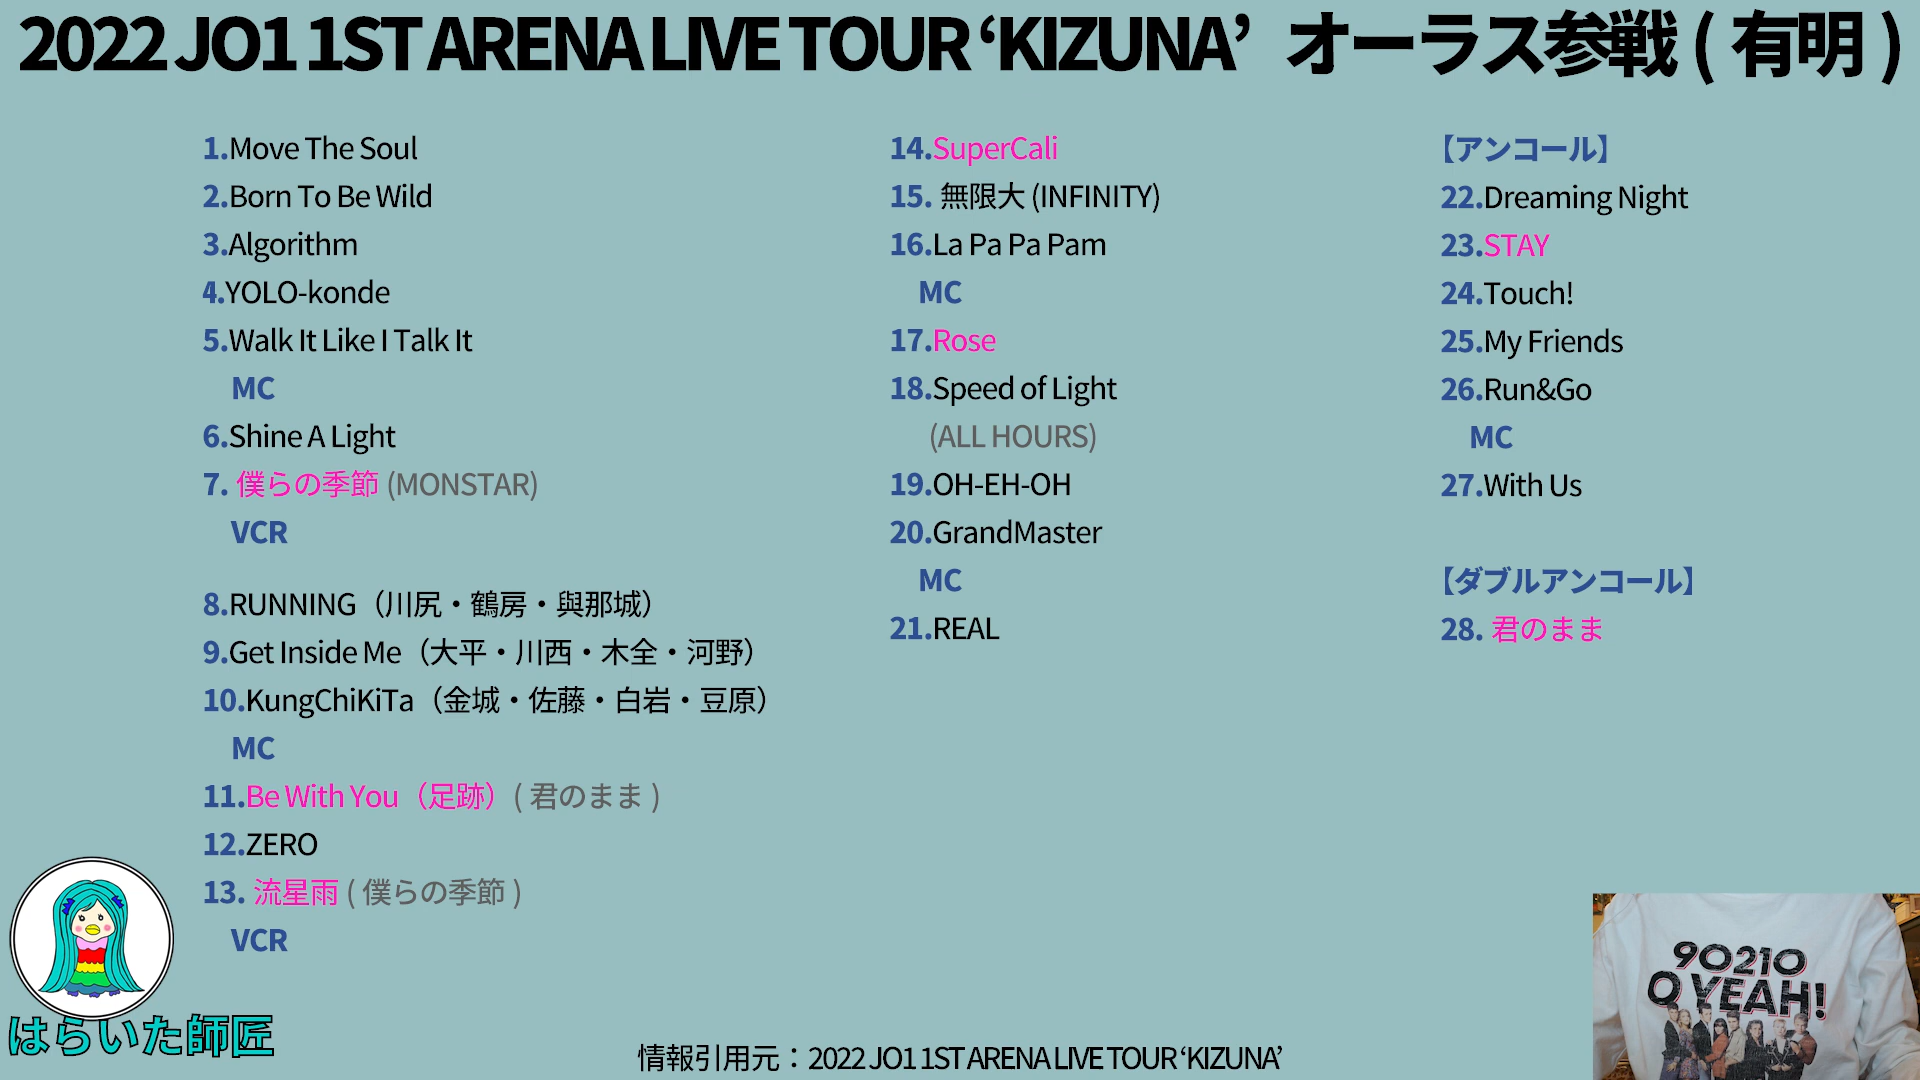 2022 JO1 1ST ARENA LIVE TOUR ‘KIZUNA’ オーラス参戦 ( 有明 )
1.Move The Soul
2.Born To Be Wild
3.Algorithm
4.YOLO-konde
5.Walk It Like I Talk It
MC
6.Shine A Light
7. 僕らの季節 (MONSTAR)
VCR
8.RUNNING（川尻・鶴房・與那城）
9.Get Inside Me（大平・川西・木全・河野）
10.KungChiKiTa（金城・佐藤・白岩・豆原）
MC
11.Be With You（足跡）( 君のまま )
12.ZERO
13. 流星雨 ( 僕らの季節 )
VCR
14.SuperCali
15. 無限大 (INFINITY)
16.La Pa Pa Pam
MC
17.Rose
18.Speed of Light
(ALL HOURS)
19.OH-EH-OH
20.GrandMaster
MC
21.REAL
【アンコール】
22.Dreaming Night
23.STAY
24.Touch!
25.My Friends
26.Run&Go
MC
27.With Us
【ダブルアンコール】
28. 君のまま
はらいた師匠
情報引用元：2022 JO1 1ST ARENA LIVE TOUR ‘KIZUNA’
90210
O YEAH!